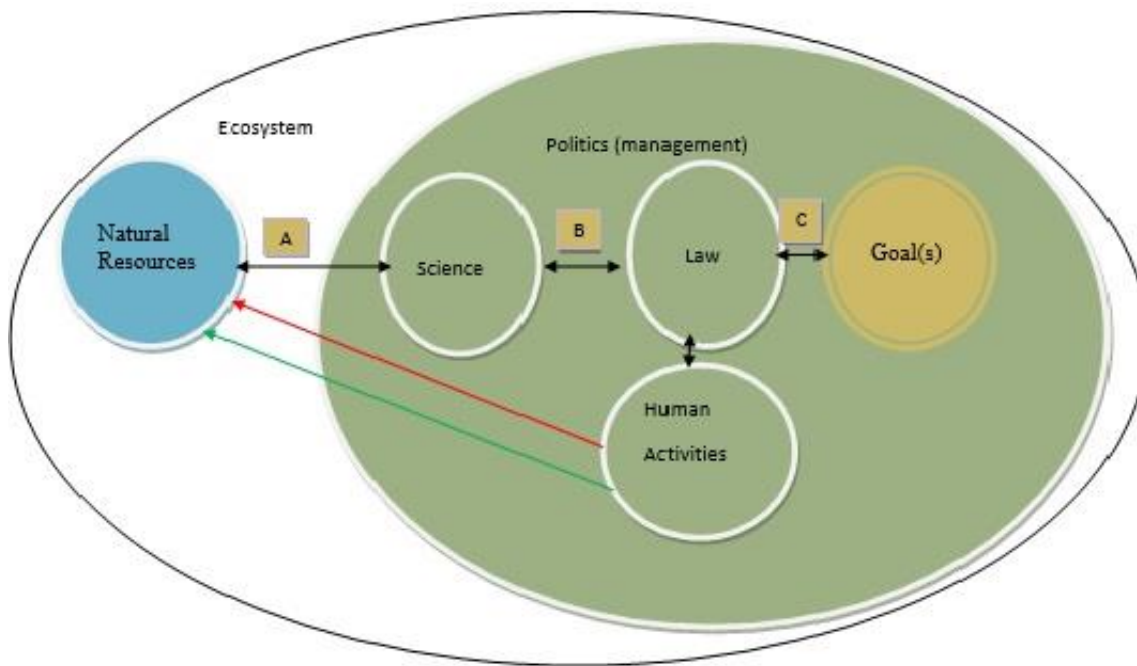 Ecosystem
Politics (management)
Natural
Resources
A
Science
B
Law
C
Goal(s)
Human
Activities